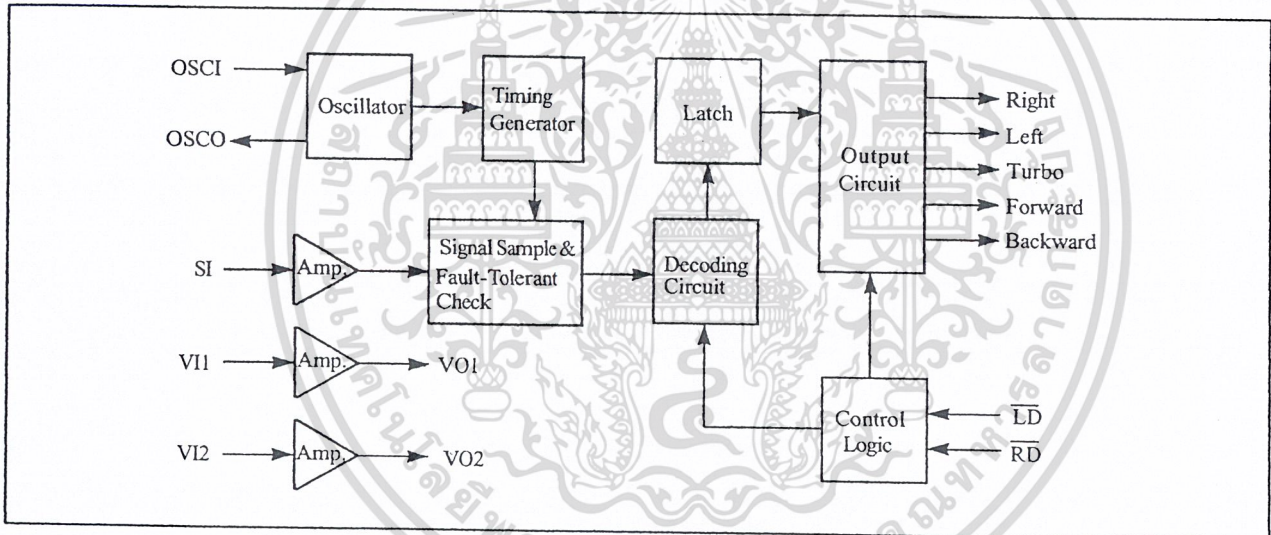 OSCI
OSCO
Oscillator
Timing
Generator
Latch
Output
Circuit
Right
Left
Turbo
Forward
Backward
SI
Amp.
Signal Sample &
Fault-Tolerant
Check
Decoding
Circuit
VI1
Amp.
VO1
VI2
Amp.
VO2
Control
Logic
LD
RD